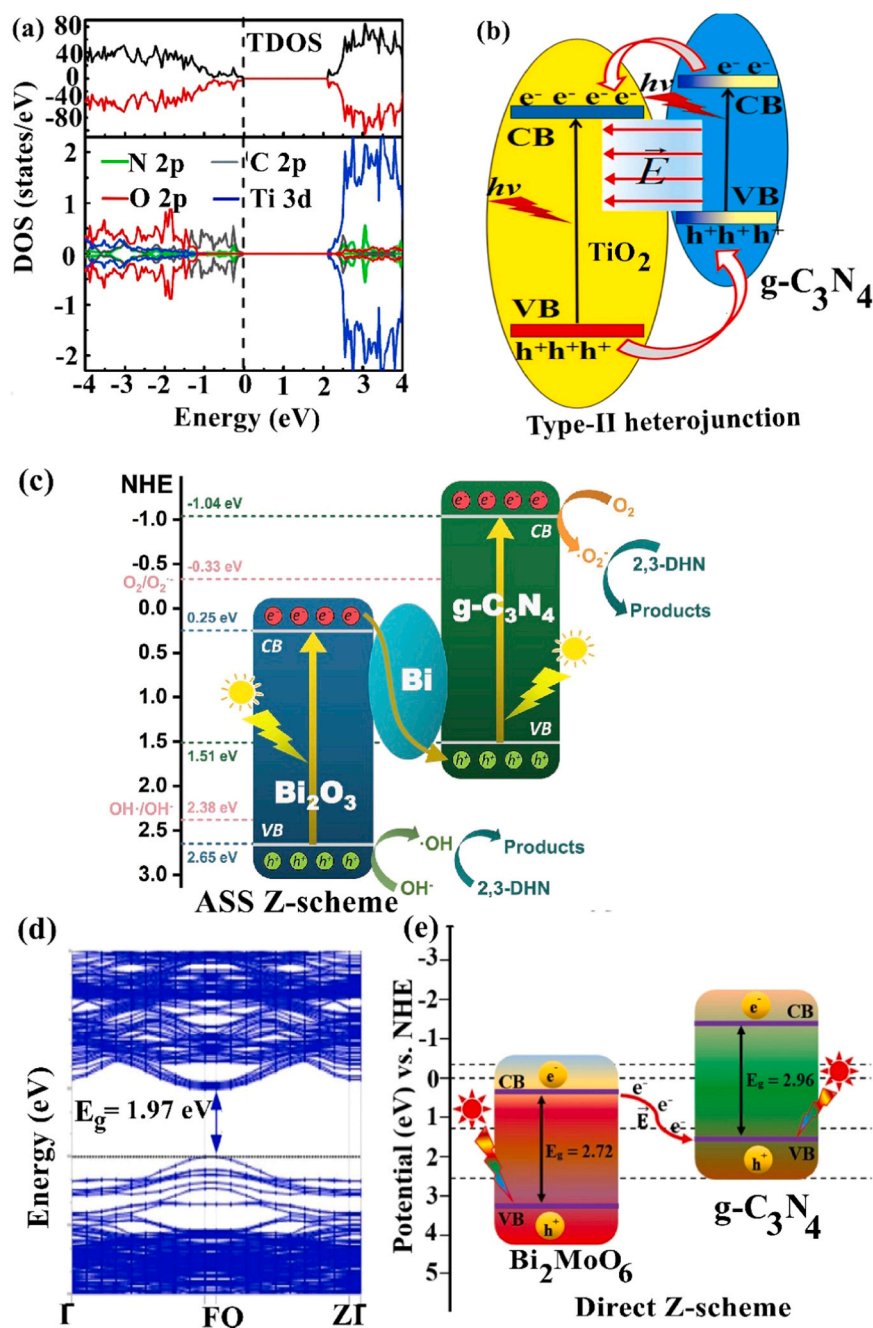 (a)
80
40
0
-40
-80
TDOS
DOS (states/eV)
2
1
0
-1
-2
N 2p
C 2p
O 2p
Ti 3d
-4 -3 -2 -1 0 1 2 3 4
Energy (eV)
(b)
e⁻ e⁻
hν
CB
e⁻ e⁻ e⁻ e⁻
CB
E
VB
h⁺h⁺h⁺
hν
TiO₂
g-C₃N₄
VB
h⁺h⁺h⁺
Type-II heterojunction
(c)
NHE
-1.0
-0.5
0.0
0.5
1.0
1.5
2.0
2.5
3.0
-1.04 eV
-0.33 eV
O₂/O₂·⁻
0.25 eV
1.51 eV
OH·/OH⁻ 2.38 eV
2.65 eV
e⁻ e⁻ e⁻ e⁻
CB
g-C₃N₄
VB
h⁺ h⁺ h⁺ h⁺
O₂
·O₂⁻
2,3-DHN
Products
e⁻ e⁻ e⁻ e⁻
CB
Bi
Bi₂O₃
VB
h⁺ h⁺ h⁺ h⁺
·OH
OH⁻
Products
2,3-DHN
ASS Z-scheme
(d)
Energy (eV)
E_g= 1.97 eV
0
Γ FQ ZΓ
(e)
Potential (eV) vs. NHE
-3
-2
-1
0
1
2
3
4
5
e⁻
CB
E_g = 2.96
VB
h⁺
g-C₃N₄
e⁻
CB
E_g = 2.72
VB
h⁺
Bi₂MoO₆
e⁻
e⁻
E
e⁻
Direct Z-scheme